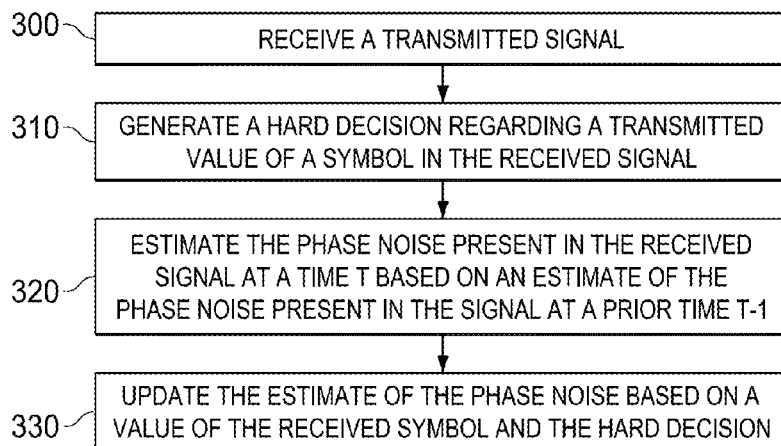 300
RECEIVE A TRANSMITTED SIGNAL
310
GENERATE A HARD DECISION REGARDING A TRANSMITTED
VALUE OF A SYMBOL IN THE RECEIVED SIGNAL
320
ESTIMATE THE PHASE NOISE PRESENT IN THE RECEIVED
SIGNAL AT A TIME T BASED ON AN ESTIMATE OF THE
PHASE NOISE PRESENT IN THE SIGNAL AT A PRIOR TIME T-1
330
UPDATE THE ESTIMATE OF THE PHASE NOISE BASED ON A
VALUE OF THE RECEIVED SYMBOL AND THE HARD DECISION